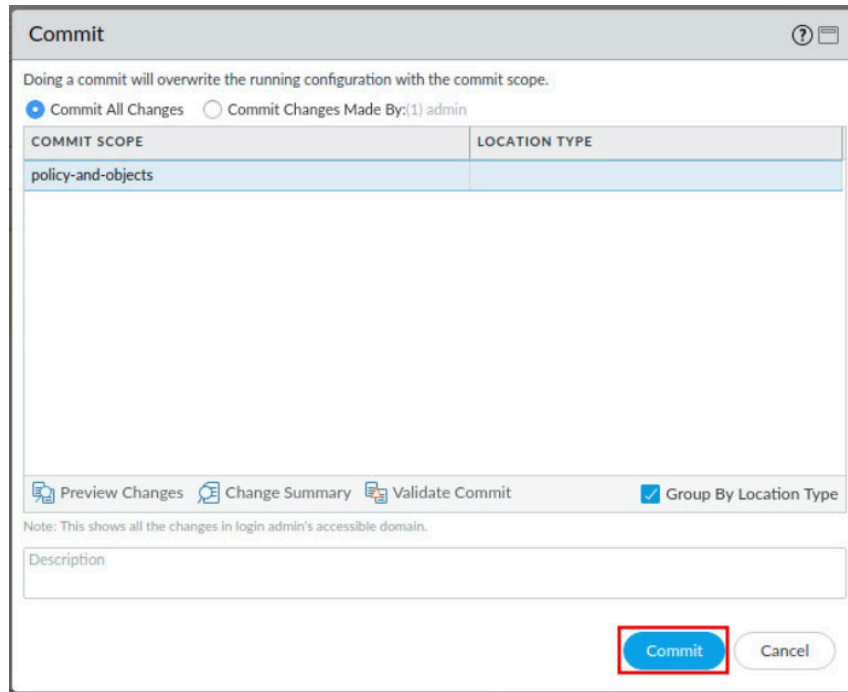 Commit
Doing a commit will overwrite the running configuration with the commit scope.
Commit All Changes Commit Changes Made By:(1) admin
COMMIT SCOPE LOCATION TYPE
policy-and-objects
Preview Changes Change Summary Validate Commit Group By Location Type
Note: This shows all the changes in login admin's accessible domain.
Description
Commit Cancel